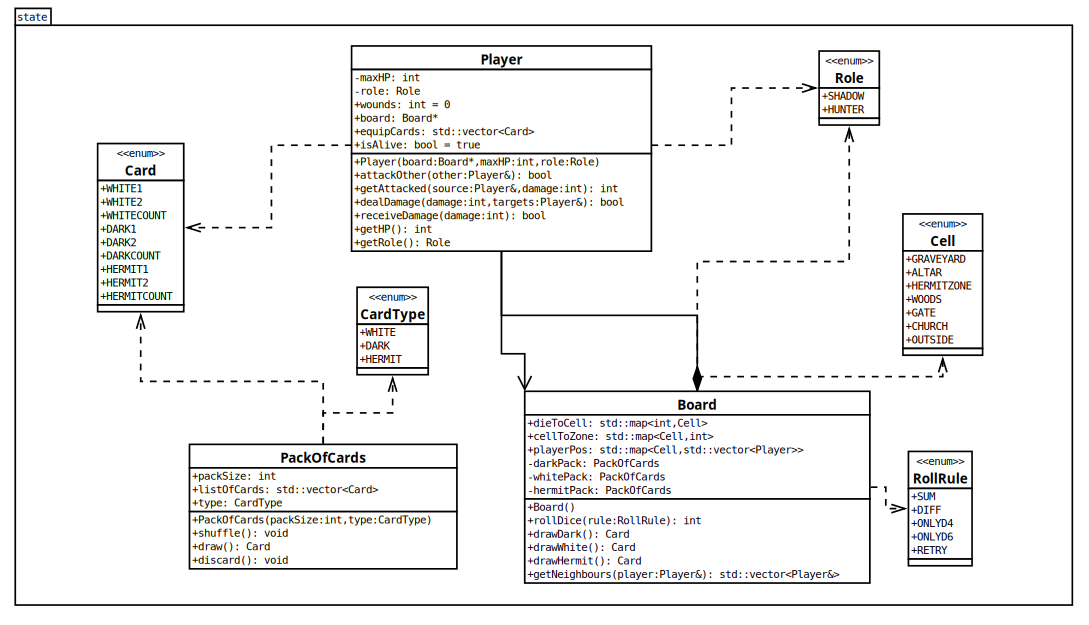 state
Player
-maxHP: int
-role: Role
+wounds: int = 0
+board: Board*
+equipCards: std::vector<Card>
+isAlive: bool = true
+Player(board:Board*,maxHP:int,role:Role)
+attackOther(other:Player&): bool
+getAttacked(source:Player&,damage:int): int
+dealDamage(damage:int,targets:Player&): bool
+receiveDamage(damage:int): bool
+getHP(): int
+getRole(): Role
<<enum>>
Role
+SHADOW
+HUNTER
<<enum>>
Card
+WHITE1
+WHITE2
+WHITECOUNT
+DARK1
+DARK2
+DARKCOUNT
+HERMIT1
+HERMIT2
+HERMITCOUNT
<<enum>>
Cell
+GRAVEYARD
+ALTAR
+HERMITZONE
+WOODS
+GATE
+CHURCH
+OUTSIDE
<<enum>>
CardType
+WHITE
+DARK
+HERMIT
Board
+dieToCell: std::map<int,Cell>
+cellToZone: std::map<Cell,int>
+playerPos: std::map<Cell,std::vector<Player>>
-darkPack: PackOfCards
-whitePack: PackOfCards
-hermitPack: PackOfCards
+Board()
+rollDice(rule:RollRule): int
+drawDark(): Card
+drawWhite(): Card
+drawHermit(): Card
+getNeighbours(player:Player&): std::vector<Player&>
PackOfCards
+packSize: int
+listOfCards: std::vector<Card>
+type: CardType
+PackOfCards(packSize:int,type:CardType)
+shuffle(): void
+draw(): Card
+discard(): void
<<enum>>
RollRule
+SUM
+DIFF
+ONLYD4
+ONLYD6
+RETRY